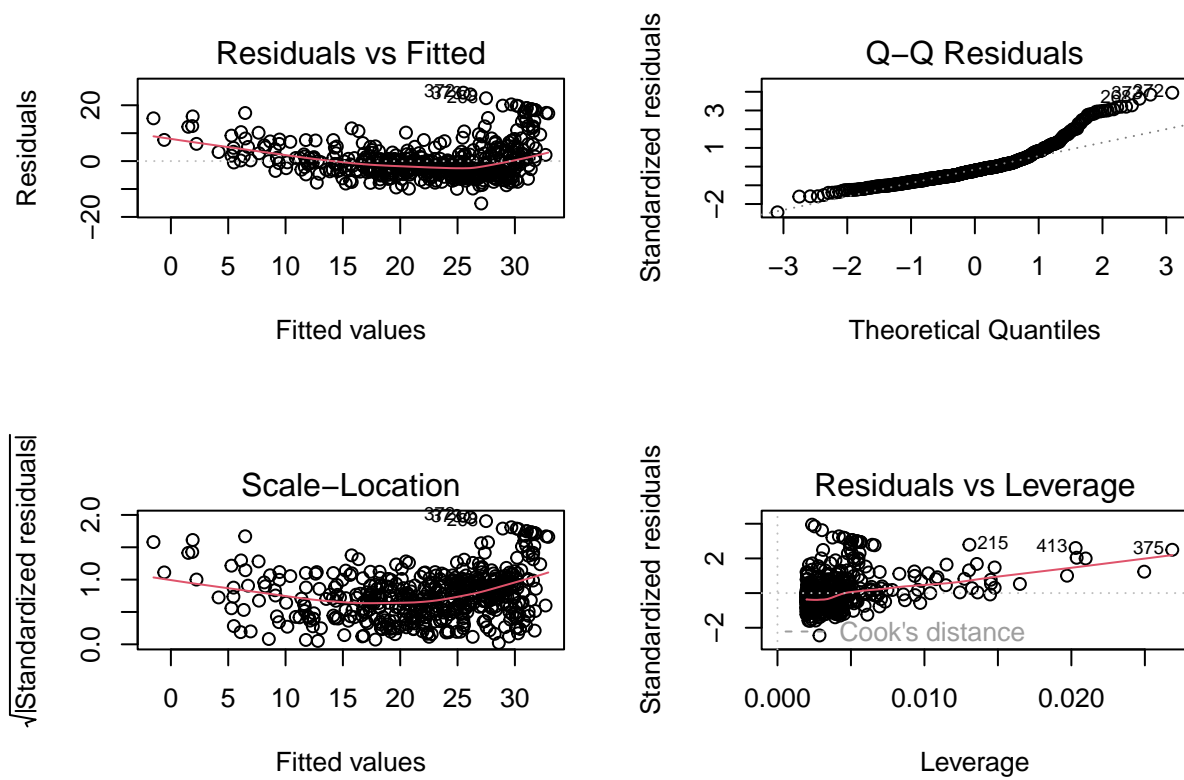 Residuals vs Fitted
Residuals
20
0
−20
0 5 10 15 20 25 30
Fitted values
372
Q−Q Residuals
Standardized residuals
3
1
−2
372
−3 −2 −1 0 1 2 3
Theoretical Quantiles
Scale−Location
√|Standardized residuals|
2.0
1.0
0.0
372
0 5 10 15 20 25 30
Fitted values
Residuals vs Leverage
Standardized residuals
2
−2
215
413
375
Cook's distance
0.000 0.010 0.020
Leverage